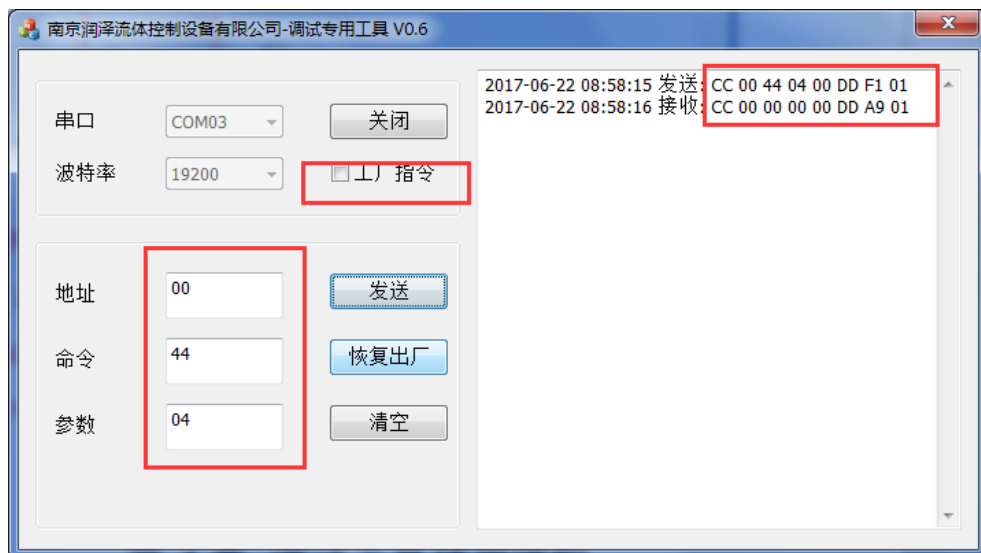 南京润泽流体控制设备有限公司-调试专用工具 V0.6
串口 COM03 关闭
波特率 19200 工厂指令
地址 00 发送
命令 44 恢复出厂
参数 04 清空
2017-06-22 08:58:15 发送: CC 00 44 04 00 DD F1 01
2017-06-22 08:58:16 接收: CC 00 00 00 00 DD A9 01